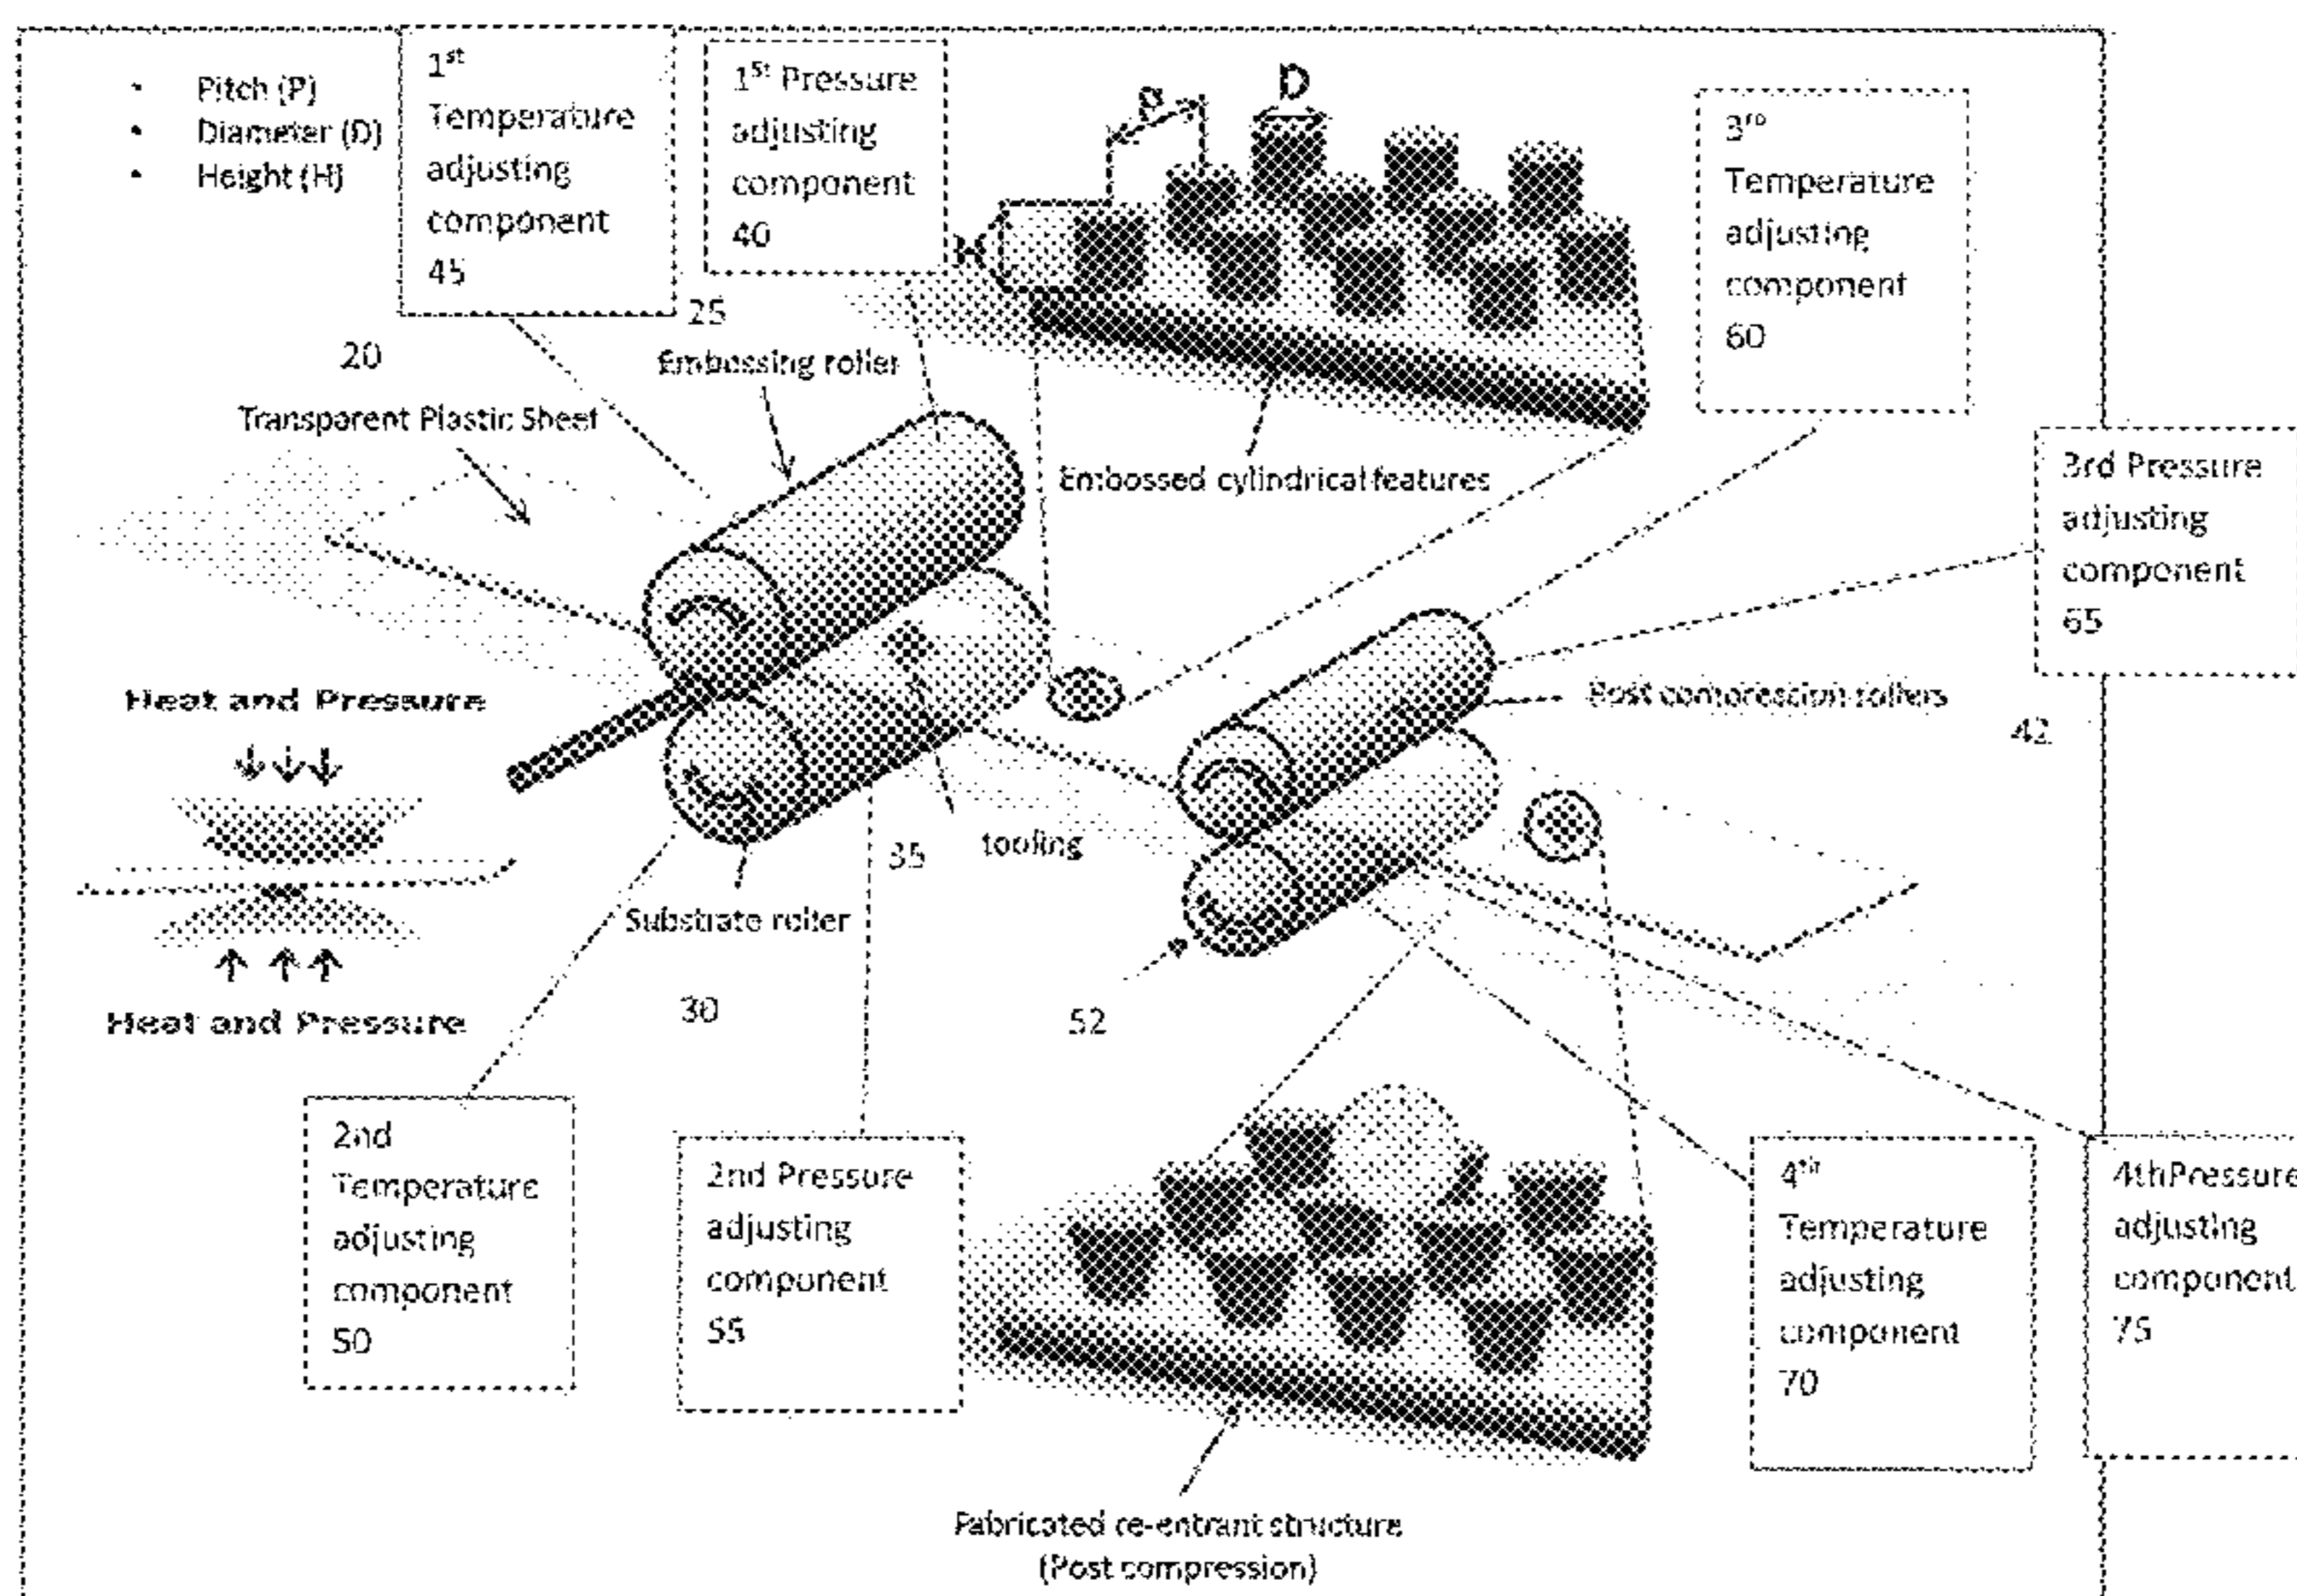 • Pitch (P)
• Diameter (D)
• Height (H)
1st
Temperature
adjusting
component
45
1st Pressure
adjusting
component
40
P
D
H
3rd
Temperature
adjusting
component
60
20
Transparent Plastic Sheet
25
Embossing roller
Embossed cylindrical features
3rd Pressure
adjusting
component
65
Heat and Pressure
Post compression rollers
42
35
tooling
Substrate roller
30
52
Heat and Pressure
2nd
Temperature
adjusting
component
50
2nd Pressure
adjusting
component
55
4th
Temperature
adjusting
component
70
4thPressure
adjusting
component
75
Fabricated re-entrant structure
(Post compression)